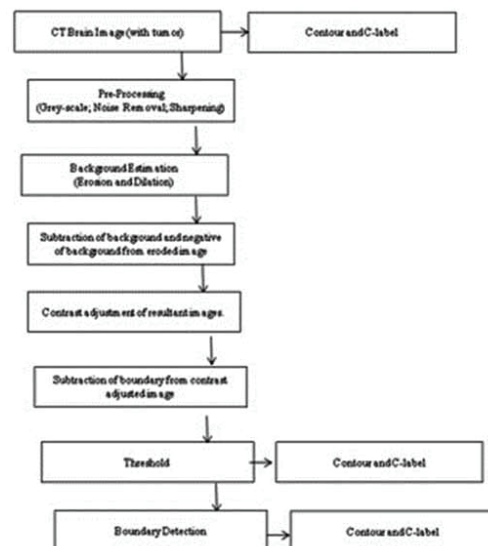 CT Brain Image (with tumor)
Contour and C-label
Pre-Processing
(Grey-scale; Noise Removal; Sharpening)
Background Estimation
(Erosion and Dilation)
Subtraction of background and negative
of background from eroded image
Contrast adjustment of resultant images.
Subtraction of boundary from contrast
adjusted image
Threshold
Contour and C-label
Boundary Detection
Contour and C-label